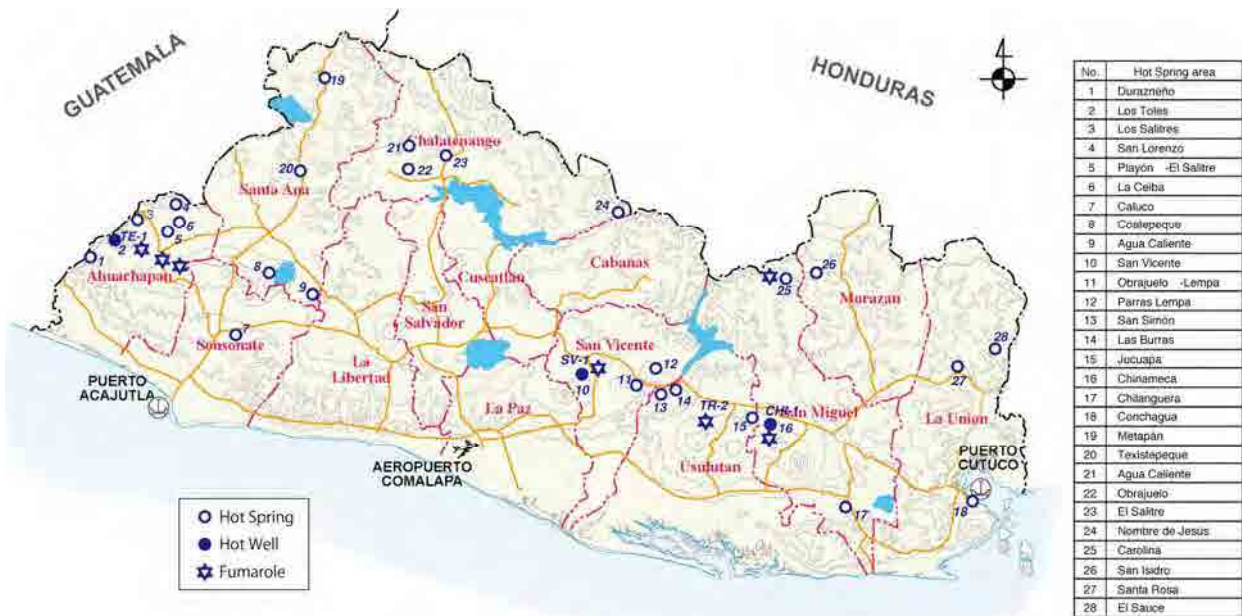 GUATEMALA
HONDURAS
4
19
21
Chalatenango
22
23
20
Santa Ana
24
3
4
TE-1
2
6
5
1
Ahuachapan
8
9
Cuscatlan
Cabanas
25
26
Morazan
San
Salvador
7
Sonsonate
La
Libertad
San Vicente
SV-1
10
12
11
13
14
28
27
La Paz
TR-2
15
16
La Union
Usulutan
PUERTO
ACAJUTLA
AEROPUERTO
COMALAPA
PUERTO
CUTUCO
17
18
Hot Spring
Hot Well
Fumarole
No. Hot Spring area
1 Durazneño
2 Los Toles
3 Los Salitres
4 San Lorenzo
5 Playón -El Salitre
6 La Ceiba
7 Caluco
8 Coatepeque
9 Agua Caliente
10 San Vicente
11 Obrajuelo -Lempa
12 Parras Lempa
13 San Simón
14 Las Burras
15 Jucuapa
16 Chinameca
17 Chilanguera
18 Conchagua
19 Metapán
20 Texistepeque
21 Agua Caliente
22 Obrajuelo
23 El Salitre
24 Nombre de Jesus
25 Carolina
26 San Isidro
27 Santa Rosa
28 El Sauce